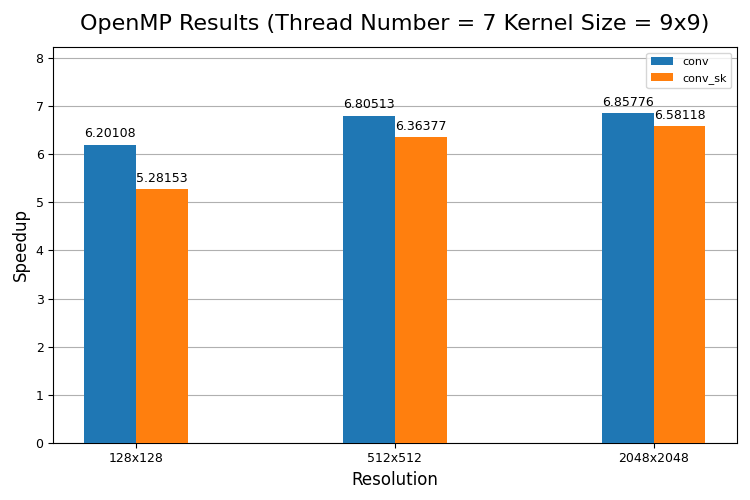 OpenMP Results (Thread Number = 7 Kernel Size = 9x9)
conv
conv_sk
8
7
6
5
4
3
2
1
0
Speedup
6.20108
5.28153
6.80513
6.36377
6.85776
6.58118
128x128
512x512
2048x2048
Resolution